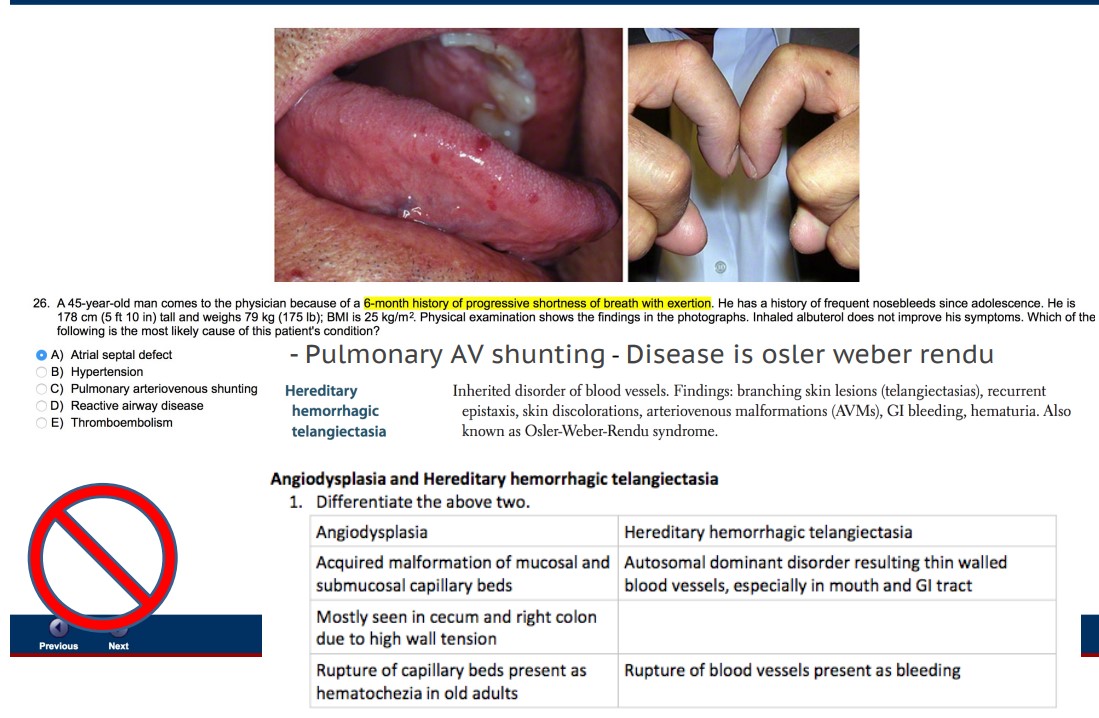 26. A 45-year-old man comes to the physician because of a 6-month history of progressive shortness of breath with exertion. He has a history of frequent nosebleeds since adolescence. He is
178 cm (5 ft 10 in) tall and weighs 79 kg (175 lb); BMI is 25 kg/m². Physical examination shows the findings in the photographs. Inhaled albuterol does not improve his symptoms. Which of the
following is the most likely cause of this patient's condition?
A) Atrial septal defect
B) Hypertension
C) Pulmonary arteriovenous shunting
D) Reactive airway disease
E) Thromboembolism
- Pulmonary AV shunting - Disease is osler weber rendu
Hereditary
hemorrhagic
telangiectasia
Inherited disorder of blood vessels. Findings: branching skin lesions (telangiectasias), recurrent
epistaxis, skin discolorations, arteriovenous malformations (AVMs), GI bleeding, hematuria. Also
known as Osler-Weber-Rendu syndrome.
Angiodysplasia and Hereditary hemorrhagic telangiectasia
1. Differentiate the above two.
Angiodysplasia
Hereditary hemorrhagic telangiectasia
Acquired malformation of mucosal and
submucosal capillary beds
Autosomal dominant disorder resulting thin walled
blood vessels, especially in mouth and GI tract
Mostly seen in cecum and right colon
due to high wall tension
Rupture of capillary beds present as
hematochezia in old adults
Rupture of blood vessels present as bleeding
Previous
Next